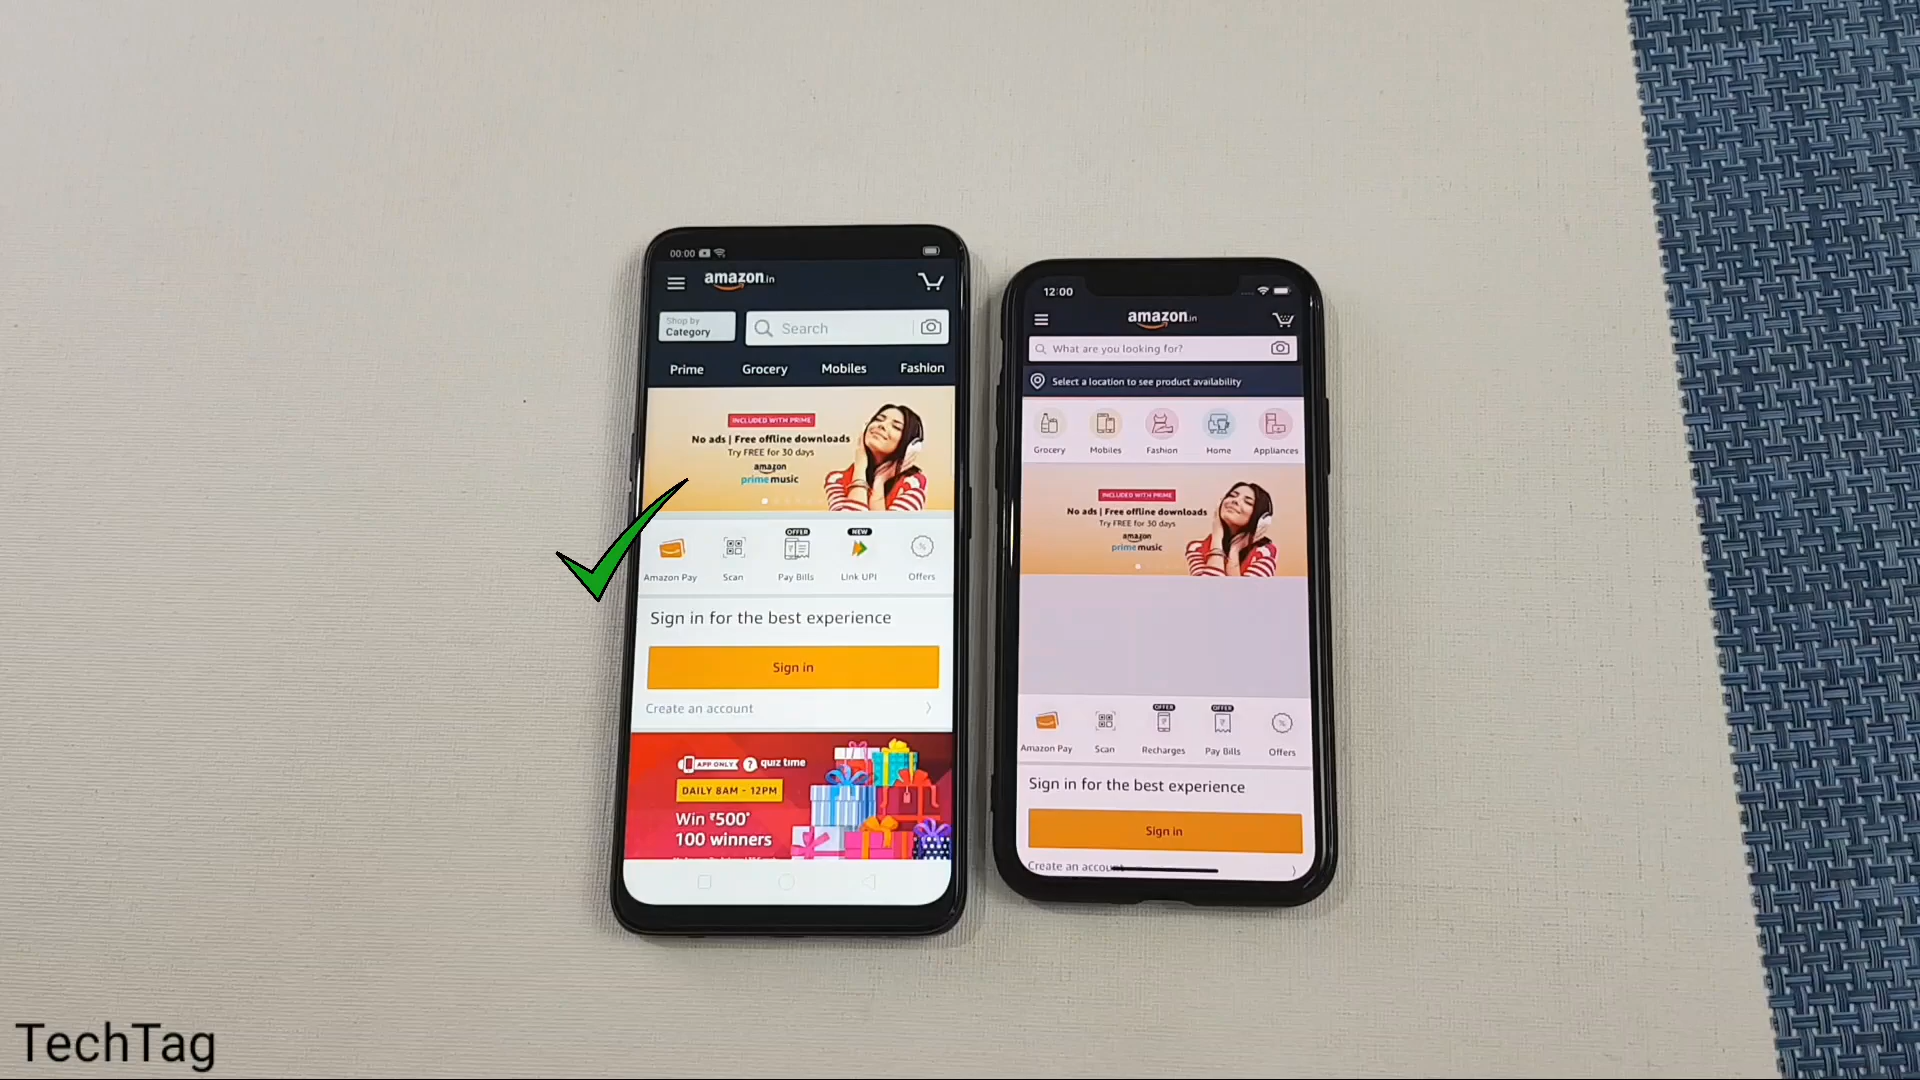 00:00
amazon.in
Shop by
Category
Search
Prime Grocery Mobiles Fashion
INCLUDED WITH PRIME
No ads | Free offline downloads
Try FREE for 30 days
amazon
prime music
OFFER NEW
Amazon Pay Scan Pay Bills Link UPI Offers
Sign in for the best experience
Sign in
Create an account
APP ONLY ? quiz time
DAILY 8AM - 12PM
Win ₹500*
100 winners
12:00
amazon.in
What are you looking for?
Select a location to see product availability
Grocery Mobiles Fashion Home Appliances
INCLUDED WITH PRIME
No ads | Free offline downloads
Try FREE for 30 days
amazon
prime music
OFFER OFFER
Amazon Pay Scan Recharges Pay Bills Offers
Sign in for the best experience
Sign in
Create an accou
TechTag